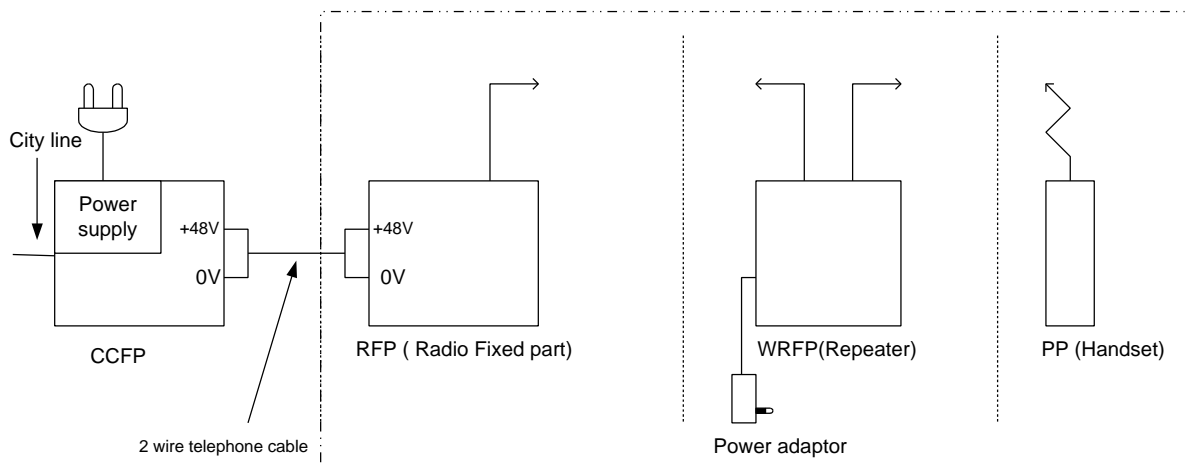 City line
Power
supply
+48V
0V
+48V
0V
CCFP
RFP ( Radio Fixed part)
WRFP(Repeater)
PP (Handset)
2 wire telephone cable
Power adaptor